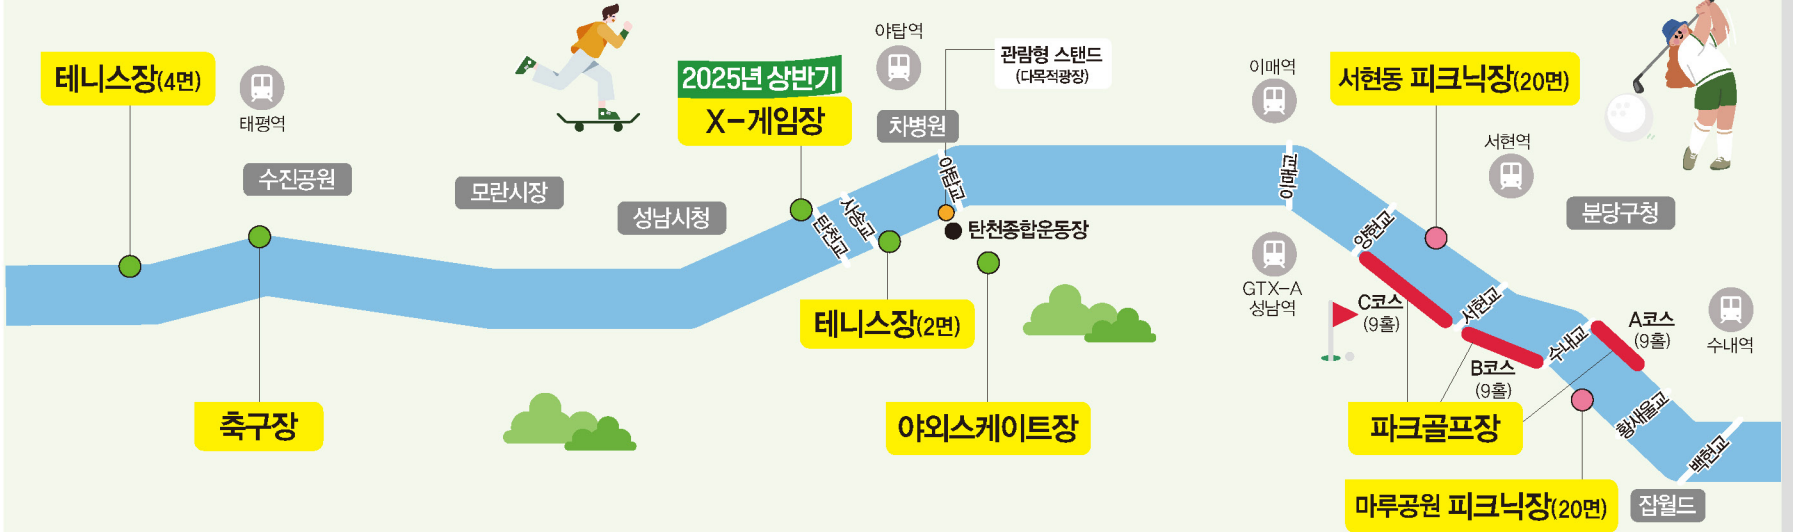 테니스장(4면)
태평역
수진공원
축구장
모란시장
성남시청
2025년 상반기
X-게임장
탄천교
사송교
야탑역
차병원
관람형 스탠드
(다목적광장)
야탑교
탄천종합운동장
테니스장(2면)
야외스케이트장
이매역
이매교
GTX-A
성남역
서현동 피크닉장(20면)
서현역
분당구청
양현교
C코스
(9홀)
서현교
B코스
(9홀)
수내교
A코스
(9홀)
수내역
파크골프장
황새울교
백현교
마루공원 피크닉장(20면)
잡월드